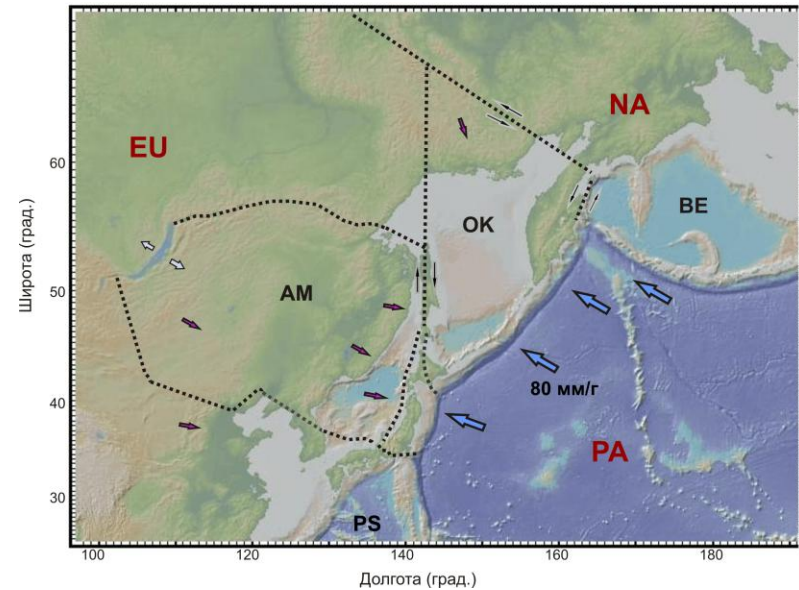 NA
EU
60
OK
BE
AM
50
80 мм/г
40
PA
30
PS
100
120
140
160
180
Широта (град.)
Долгота (град.)